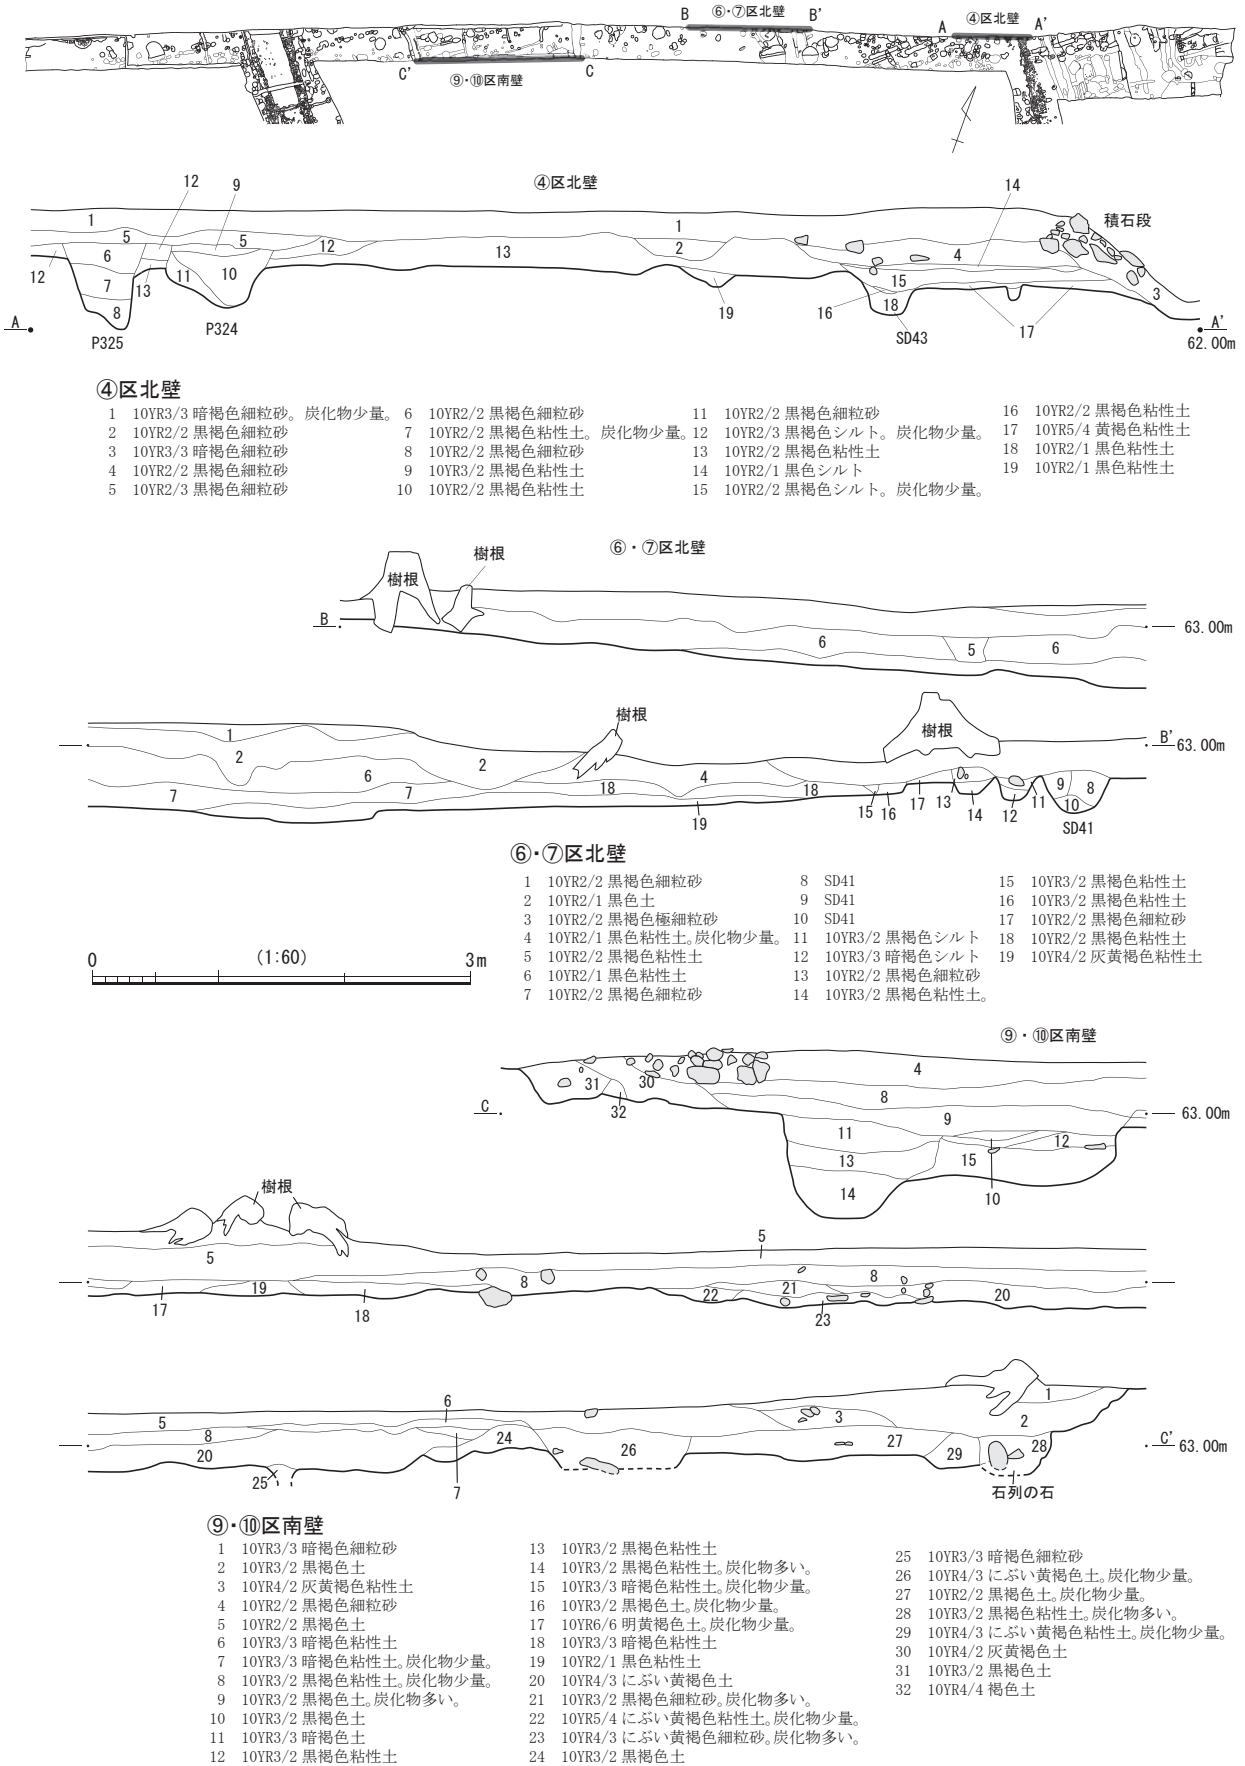 B ⑥・⑦区北壁 B'
A ④区北壁 A'
C' ⑨・⑩区南壁 C
④区北壁
12 9 14
1 5 5 12 1 2 4 積石段
12 6 7 8 13 11 10 13 15 3
19 16 18 17
A P325 P324 SD43 A'
62.00m
④区北壁
1 10YR3/3 暗褐色細粒砂。炭化物少量。
2 10YR2/2 黒褐色細粒砂
3 10YR3/3 暗褐色細粒砂
4 10YR2/2 黒褐色細粒砂
5 10YR2/3 黒褐色細粒砂
6 10YR2/2 黒褐色細粒砂
7 10YR2/2 黒褐色粘性土。炭化物少量。
8 10YR2/2 黒褐色細粒砂
9 10YR3/2 黒褐色粘性土
10 10YR2/2 黒褐色粘性土
11 10YR2/2 黒褐色細粒砂
12 10YR2/3 黒褐色シルト。炭化物少量。
13 10YR2/2 黒褐色粘性土
14 10YR2/1 黒色シルト
15 10YR2/2 黒褐色シルト。炭化物少量。
16 10YR2/2 黒褐色粘性土
17 10YR5/4 黄褐色粘性土
18 10YR2/1 黒色粘性土
19 10YR2/1 黒色粘性土
⑥・⑦区北壁
樹根 樹根
B 6 5 6 63.00m
樹根 樹根
1 2 6 7 7 2 18 4 18 19
15 16 17 13 14 12 11 9 8 10
SD41
B' 63.00m
⑥・⑦区北壁
1 10YR2/2 黒褐色細粒砂
2 10YR2/1 黒色土
3 10YR2/2 黒褐色極細粒砂
4 10YR2/1 黒色粘性土。炭化物少量。
5 10YR2/2 黒褐色粘性土
6 10YR2/1 黒色粘性土
7 10YR2/2 黒褐色細粒砂
8 SD41
9 SD41
10 SD41
11 10YR3/2 黒褐色シルト
12 10YR3/3 暗褐色シルト
13 10YR2/2 黒褐色細粒砂
14 10YR3/2 黒褐色粘性土。
15 10YR3/2 黒褐色粘性土
16 10YR3/2 黒褐色粘性土
17 10YR2/2 黒褐色細粒砂
18 10YR2/2 黒褐色粘性土
19 10YR4/2 灰黄褐色粘性土
0 (1:60) 3m
⑨・⑩区南壁
31 30 32 4 8 9 11 12 13 15 14 10
C 63.00m
樹根
5 5 8 8 17 19 18 22 21 23 20
6 5 8 20 25 24 7 26 3 27 29 1 2 28
石列の石
C' 63.00m
⑨・⑩区南壁
1 10YR3/3 暗褐色細粒砂
2 10YR3/2 黒褐色土
3 10YR4/2 灰黄褐色粘性土
4 10YR2/2 黒褐色細粒砂
5 10YR2/2 黒褐色土
6 10YR3/3 暗褐色粘性土
7 10YR3/3 暗褐色粘性土。炭化物少量。
8 10YR3/2 黒褐色粘性土。炭化物少量。
9 10YR3/2 黒褐色土。炭化物多い。
10 10YR3/2 黒褐色土
11 10YR3/3 暗褐色土
12 10YR3/2 黒褐色粘性土
13 10YR3/2 黒褐色粘性土
14 10YR3/2 黒褐色粘性土。炭化物多い。
15 10YR3/3 暗褐色粘性土。炭化物少量。
16 10YR3/2 黒褐色土。炭化物少量。
17 10YR6/6 明黄褐色土。炭化物少量。
18 10YR3/3 暗褐色粘性土
19 10YR2/1 黒色粘性土
20 10YR4/3 にぶい黄褐色土
21 10YR3/2 黒褐色細粒砂。炭化物多い。
22 10YR5/4 にぶい黄褐色粘性土。炭化物少量。
23 10YR4/3 にぶい黄褐色細粒砂。炭化物多い。
24 10YR3/2 黒褐色土
25 10YR3/3 暗褐色細粒砂
26 10YR4/3 にぶい黄褐色土。炭化物少量。
27 10YR2/2 黒褐色土。炭化物少量。
28 10YR3/2 黒褐色粘性土。炭化物多い。
29 10YR4/3 にぶい黄褐色粘性土。炭化物少量。
30 10YR4/2 灰黄褐色土
31 10YR3/2 黒褐色土
32 10YR4/4 褐色土